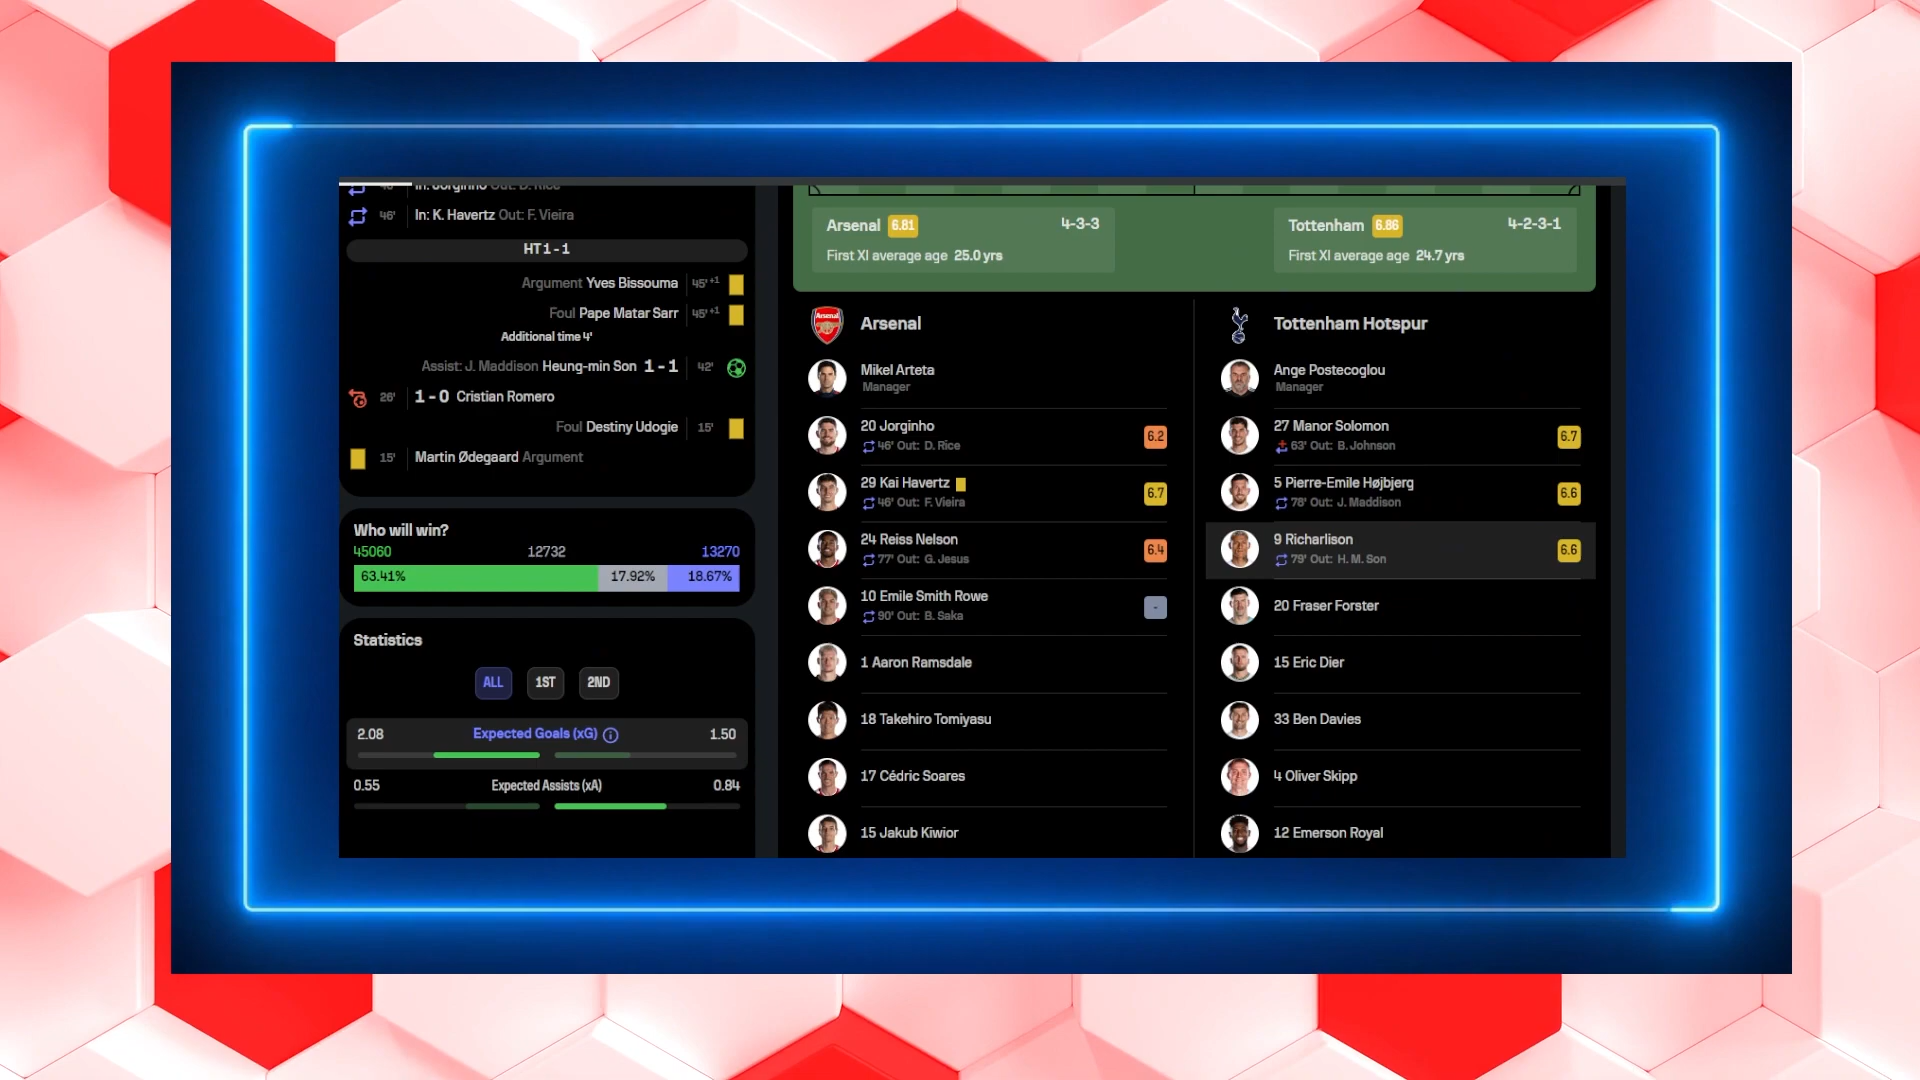 46' In: Jorginho Out: D. Rice
46' In: K. Havertz Out: F. Vieira
HT 1 - 1
Argument Yves Bissouma 45'+1
Foul Pape Matar Sarr 45'+1
Additional time 4'
Assist: J. Maddison Heung-min Son 1 - 1 42'
26' 1 - 0 Cristian Romero
Foul Destiny Udogie 15'
15' Martin Ødegaard Argument
Who will win?
45060 12732 13270
63.41% 17.92% 18.67%
Statistics
ALL 1ST 2ND
2.08 Expected Goals (xG) 1.50
0.55 Expected Assists (xA) 0.84
Arsenal 6.81 4-3-3
First XI average age 25.0 yrs
Tottenham 6.86 4-2-3-1
First XI average age 24.7 yrs
Arsenal
Arsenal
Mikel Arteta
Manager
20 Jorginho
46' Out: D. Rice
6.2
29 Kai Havertz
46' Out: F. Vieira
6.7
24 Reiss Nelson
77' Out: G. Jesus
6.4
10 Emile Smith Rowe
90' Out: B. Saka
-
1 Aaron Ramsdale
18 Takehiro Tomiyasu
17 Cédric Soares
15 Jakub Kiwior
Tottenham Hotspur
Ange Postecoglou
Manager
27 Manor Solomon
63' Out: B. Johnson
6.7
5 Pierre-Emile Højbjerg
78' Out: J. Maddison
6.6
9 Richarlison
79' Out: H. M. Son
6.6
20 Fraser Forster
15 Eric Dier
33 Ben Davies
4 Oliver Skipp
12 Emerson Royal